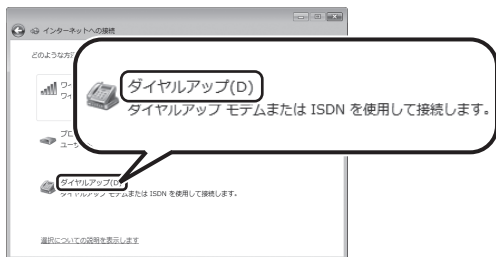 インターネットへの接続
どのような方
ワ
ワイ
ダイヤルアップ(D)
ダイヤルアップ モデムまたは ISDN を使用して接続します。
ユー
ダイヤルアップ(D)
ダイヤルアップ モデムまたは ISDN を使用して接続します。
選択についての説明を表示します